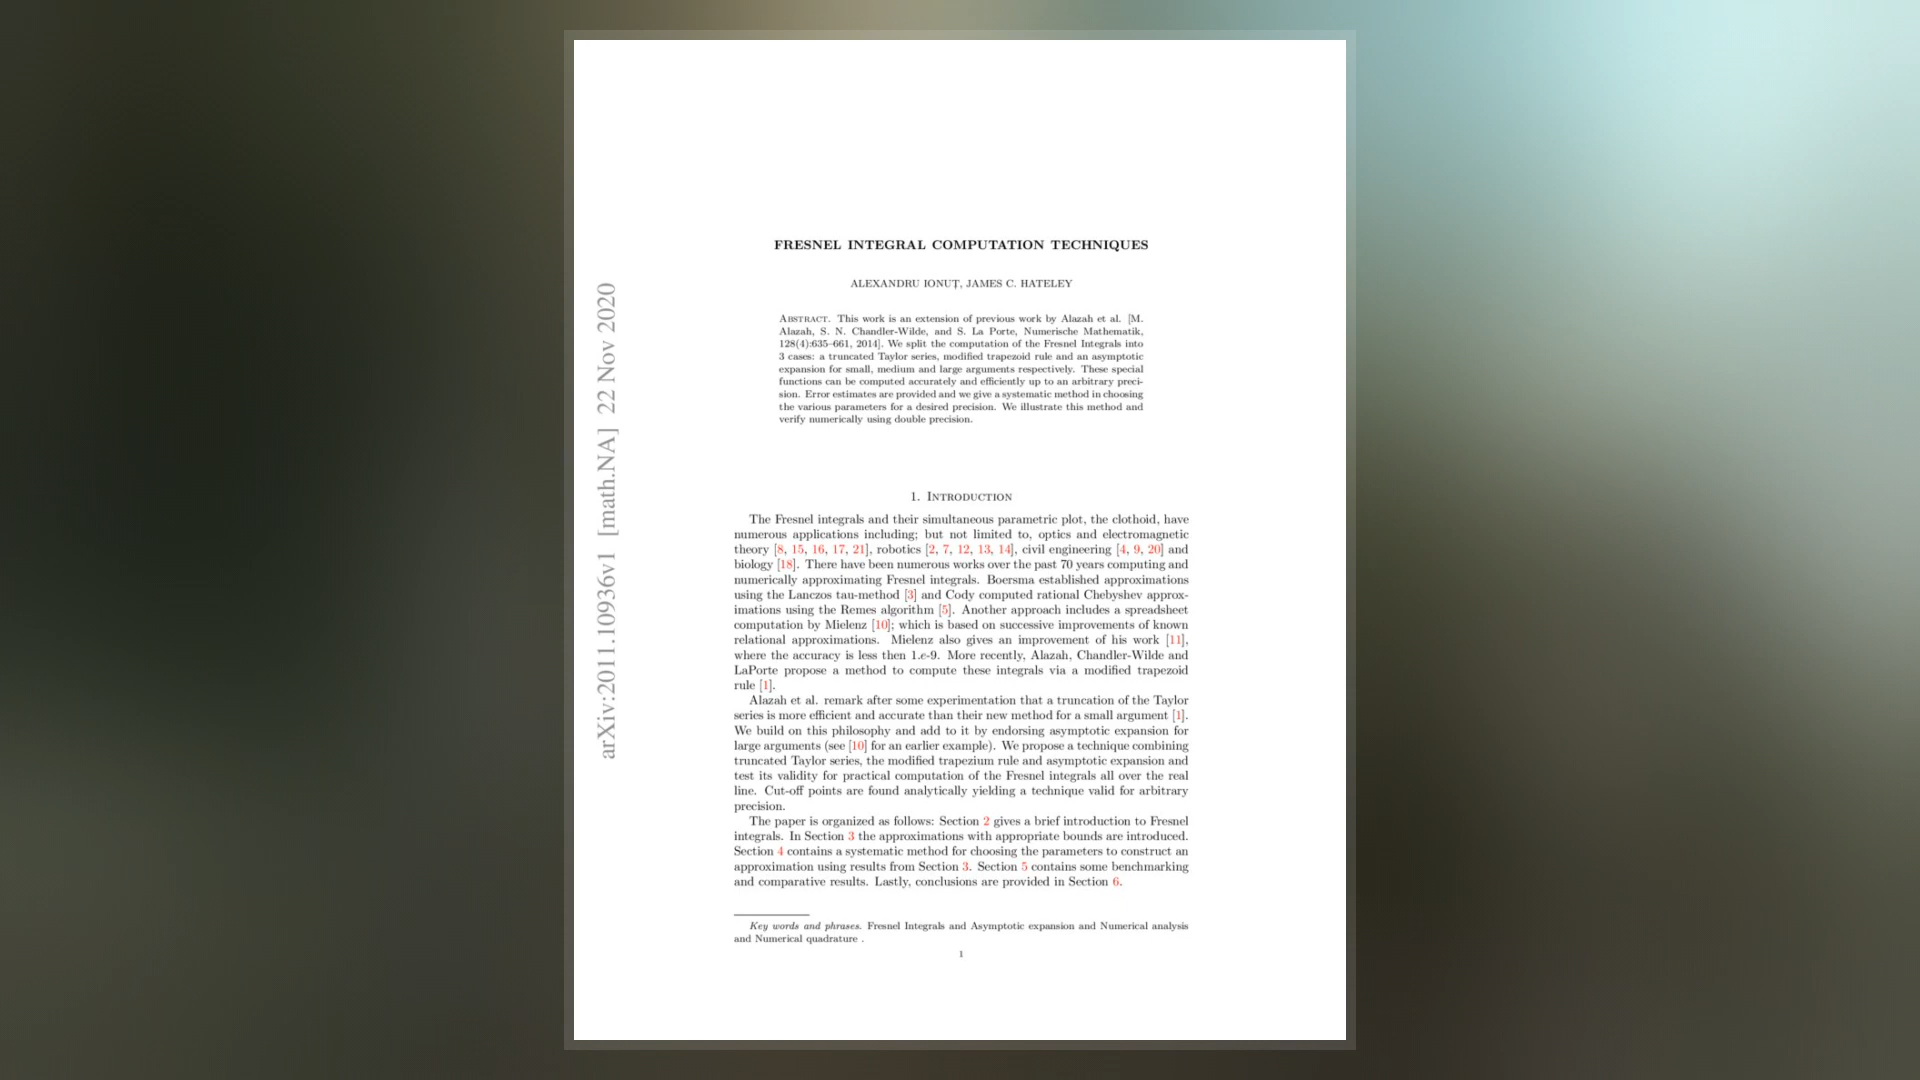 FRESNEL INTEGRAL COMPUTATION TECHNIQUES
ALEXANDRU IONUȚ, JAMES C. HATELEY
ABSTRACT. This work is an extension of previous work by Alazah et al. [M.
Alazah, S. N. Chandler-Wilde, and S. La Porte, Numerische Mathematik,
128(4):635–661, 2014]. We split the computation of the Fresnel Integrals into
3 cases: a truncated Taylor series, modified trapezoid rule and an asymptotic
expansion for small, medium and large arguments respectively. These special
functions can be computed accurately and efficiently up to an arbitrary preci-
sion. Error estimates are provided and we give a systematic method in choosing
the various parameters for a desired precision. We illustrate this method and
verify numerically using double precision.
1. INTRODUCTION
The Fresnel integrals and their simultaneous parametric plot, the clothoid, have
numerous applications including; but not limited to, optics and electromagnetic
theory [8, 15, 16, 17, 21], robotics [2, 7, 12, 13, 14], civil engineering [4, 9, 20] and
biology [18]. There have been numerous works over the past 70 years computing and
numerically approximating Fresnel integrals. Boersma established approximations
using the Lanczos tau-method [3] and Cody computed rational Chebyshev approx-
imations using the Remes algorithm [5]. Another approach includes a spreadsheet
computation by Mielenz [10]; which is based on successive improvements of known
relational approximations. Mielenz also gives an improvement of his work [11],
where the accuracy is less then 1.e-9. More recently, Alazah, Chandler-Wilde and
LaPorte propose a method to compute these integrals via a modified trapezoid
rule [1].
Alazah et al. remark after some experimentation that a truncation of the Taylor
series is more efficient and accurate than their new method for a small argument [1].
We build on this philosophy and add to it by endorsing asymptotic expansion for
large arguments (see [10] for an earlier example). We propose a technique combining
truncated Taylor series, the modified trapezium rule and asymptotic expansion and
test its validity for practical computation of the Fresnel integrals all over the real
line. Cut-off points are found analytically yielding a technique valid for arbitrary
precision.
The paper is organized as follows: Section 2 gives a brief introduction to Fresnel
integrals. In Section 3 the approximations with appropriate bounds are introduced.
Section 4 contains a systematic method for choosing the parameters to construct an
approximation using results from Section 3. Section 5 contains some benchmarking
and comparative results. Lastly, conclusions are provided in Section 6.
Key words and phrases. Fresnel Integrals and Asymptotic expansion and Numerical analysis
and Numerical quadrature .
1
arXiv:2011.10936v1 [math.NA] 22 Nov 2020